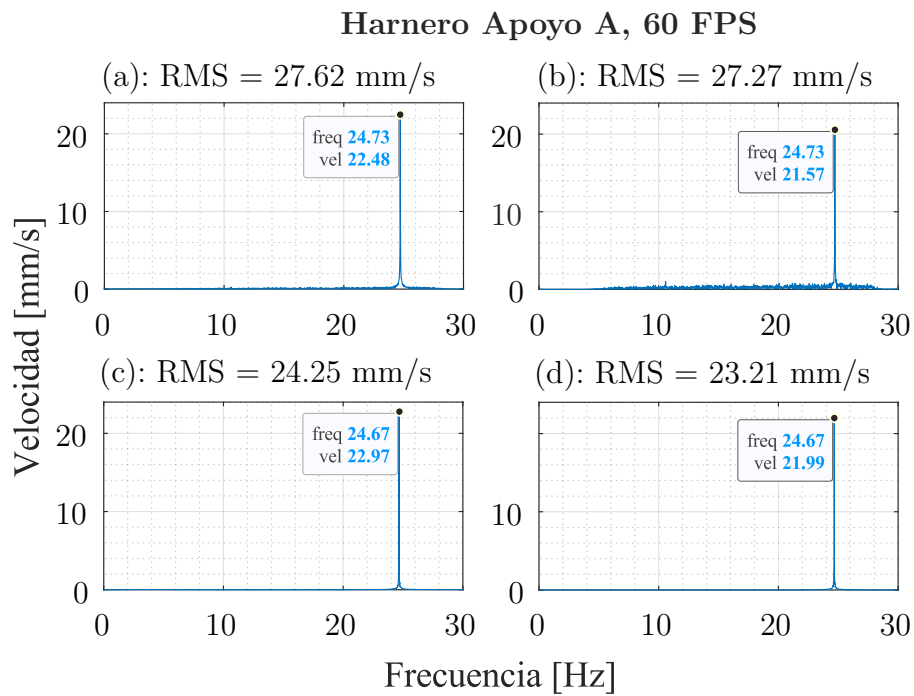 Harnero Apoyo A, 60 FPS
(a): RMS = 27.62 mm/s
(b): RMS = 27.27 mm/s
20
10
0
freq 24.73
vel 22.48
0
10
20
30
20
10
0
freq 24.73
vel 21.57
0
10
20
30
(c): RMS = 24.25 mm/s
(d): RMS = 23.21 mm/s
20
10
0
freq 24.67
vel 22.97
0
10
20
30
20
10
0
freq 24.67
vel 21.99
0
10
20
30
Velocidad [mm/s]
Frecuencia [Hz]